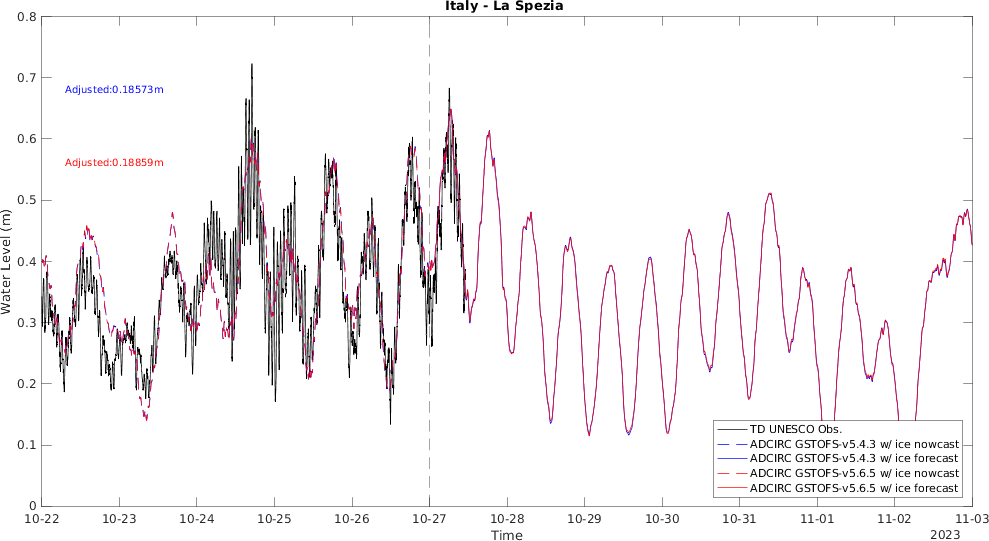 Italy - La Spezia
Water Level (m)
0.8
0.7
0.6
0.5
0.4
0.3
0.2
0.1
0
Adjusted:0.18573m
Adjusted:0.18859m
TD UNESCO Obs.
ADCIRC GSTOFS-v5.4.3 w/ ice nowcast
ADCIRC GSTOFS-v5.4.3 w/ ice forecast
ADCIRC GSTOFS-v5.6.5 w/ ice nowcast
ADCIRC GSTOFS-v5.6.5 w/ ice forecast
10-22 10-23 10-24 10-25 10-26 10-27 10-28 10-29 10-30 10-31 11-01 11-02 11-03
Time
2023